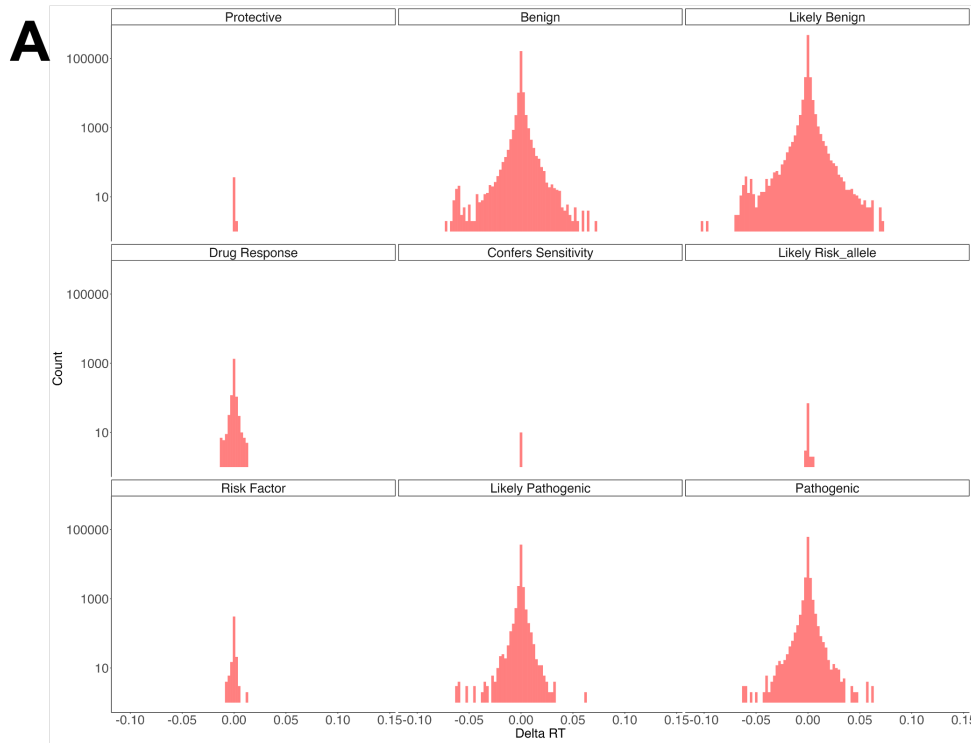 A
Protective Benign Likely Benign
100000
1000
10
Drug Response Confers Sensitivity Likely Risk_allele
100000
1000
10
Count
Risk Factor Likely Pathogenic Pathogenic
100000
1000
10
-0.10 -0.05 0.00 0.05 0.10 0.15 -0.10 -0.05 0.00 0.05 0.10 0.15 -0.10 -0.05 0.00 0.05 0.10 0.15
Delta RT